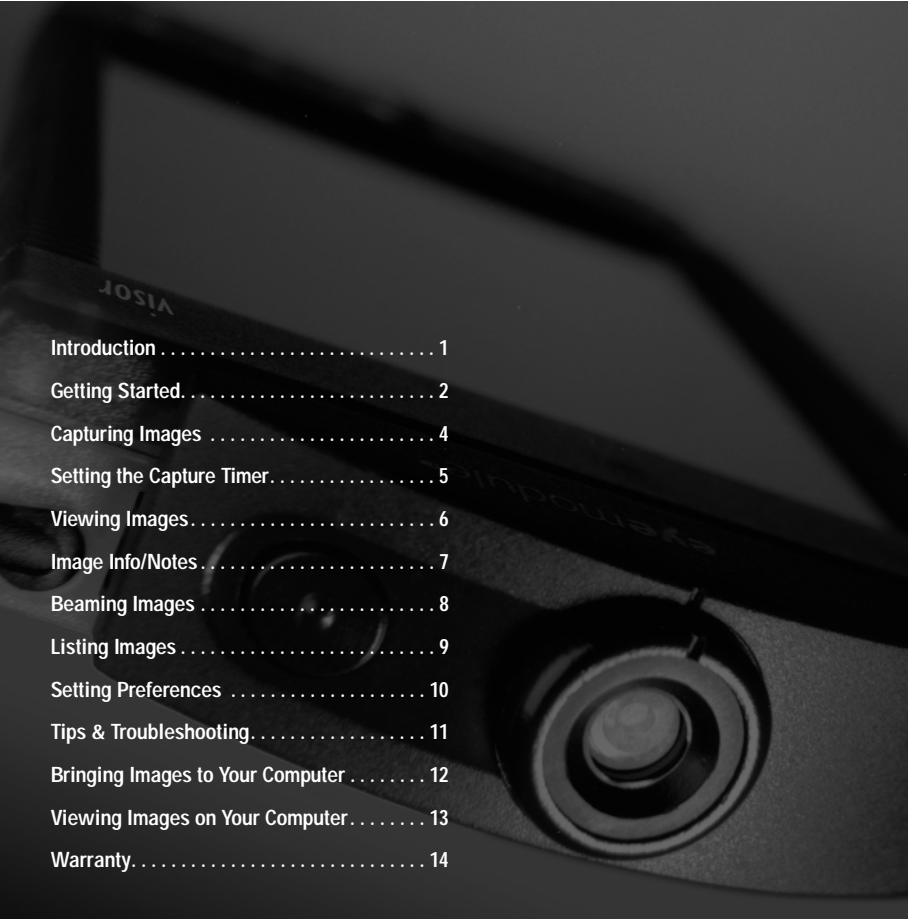 visor
Introduction . . . . . . . . . . . . . . . . . . . . . . . . . . . . 1
Getting Started. . . . . . . . . . . . . . . . . . . . . . . . . . 2
Capturing Images . . . . . . . . . . . . . . . . . . . . . . . 4
Setting the Capture Timer. . . . . . . . . . . . . . . . . 5
eyemodule
Viewing Images. . . . . . . . . . . . . . . . . . . . . . . . . 6
Image Info/Notes . . . . . . . . . . . . . . . . . . . . . . . . 7
Beaming Images . . . . . . . . . . . . . . . . . . . . . . . . 8
Listing Images . . . . . . . . . . . . . . . . . . . . . . . . . . 9
Setting Preferences . . . . . . . . . . . . . . . . . . . . 10
Tips & Troubleshooting. . . . . . . . . . . . . . . . . . 11
Bringing Images to Your Computer . . . . . . . . 12
Viewing Images on Your Computer. . . . . . . . 13
Warranty. . . . . . . . . . . . . . . . . . . . . . . . . . . . . . 14